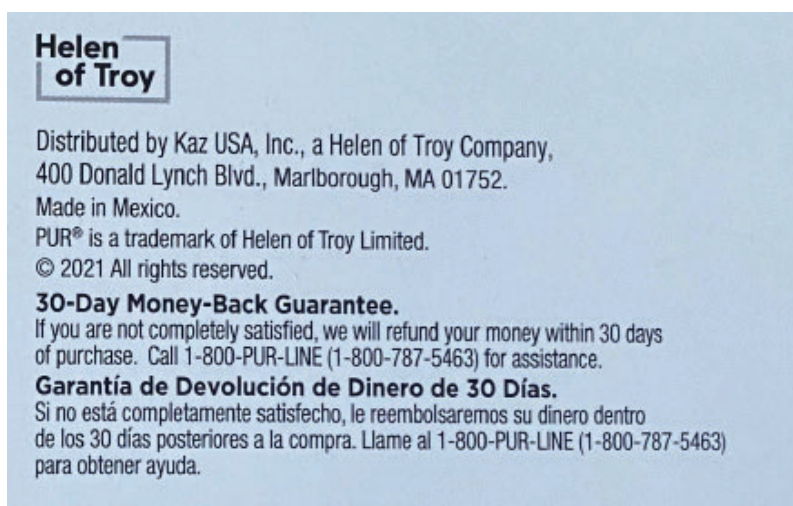 Helen
of Troy
Distributed by Kaz USA, Inc., a Helen of Troy Company,
400 Donald Lynch Blvd., Marlborough, MA 01752.
Made in Mexico.
PUR® is a trademark of Helen of Troy Limited.
© 2021 All rights reserved.
30-Day Money-Back Guarantee.
If you are not completely satisfied, we will refund your money within 30 days
of purchase. Call 1-800-PUR-LINE (1-800-787-5463) for assistance.
Garantía de Devolución de Dinero de 30 Días.
Si no está completamente satisfecho, le reembolsaremos su dinero dentro
de los 30 días posteriores a la compra. Llame al 1-800-PUR-LINE (1-800-787-5463)
para obtener ayuda.